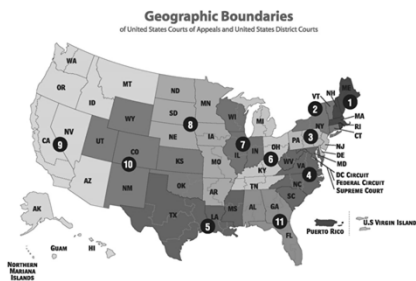 Geographic Boundaries
of United States Courts of Appeals and United States District Courts
WA
MT
ND
OR
ID
SD
MN
WY
NE
IA
WI
MI
VT
NH
ME
1
2
NY
MA
RI
CT
3
PA
NJ
DE
MD
DC CIRCUIT
FEDERAL CIRCUIT
SUPREME COURT
8
7
IL
IN
OH
6
WV
VA
4
CA
NV
9
UT
CO
10
KS
MO
KY
NC
TN
SC
AZ
NM
OK
AR
TX
5
LA
MS
AL
GA
11
FL
AK
HI
GUAM
NORTHERN
MARIANA
ISLANDS
PUERTO RICO
U.S VIRGIN ISLAND